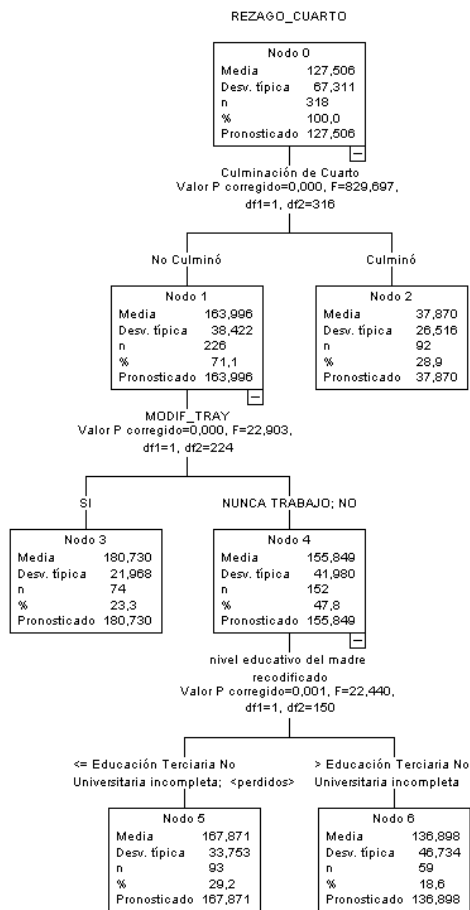 REZAGO_CUARTO
Nodo 0
Media 127,506
Desv. típica 67,311
n 318
% 100,0
Pronosticado 127,506
Culminación de Cuarto
Valor P corregido=0,000, F=829,697,
df1=1, df2=316
No Culminó
Culminó
Nodo 1
Media 163,996
Desv. típica 38,422
n 226
% 71,1
Pronosticado 163,996
Nodo 2
Media 37,870
Desv. típica 26,516
n 92
% 28,9
Pronosticado 37,870
MODIF_TRAY
Valor P corregido=0,000, F=22,903,
df1=1, df2=224
SI
NUNCA TRABAJO; NO
Nodo 3
Media 180,730
Desv. típica 21,968
n 74
% 23,3
Pronosticado 180,730
Nodo 4
Media 155,849
Desv. típica 41,980
n 152
% 47,8
Pronosticado 155,849
nivel educativo del madre
recodificado
Valor P corregido=0,001, F=22,440,
df1=1, df2=150
<= Educación Terciaria No
Universitaria incompleta; <perdidos>
> Educación Terciaria No
Universitaria incompleta
Nodo 5
Media 167,871
Desv. típica 33,753
n 93
% 29,2
Pronosticado 167,871
Nodo 6
Media 136,898
Desv. típica 46,734
n 59
% 18,6
Pronosticado 136,898